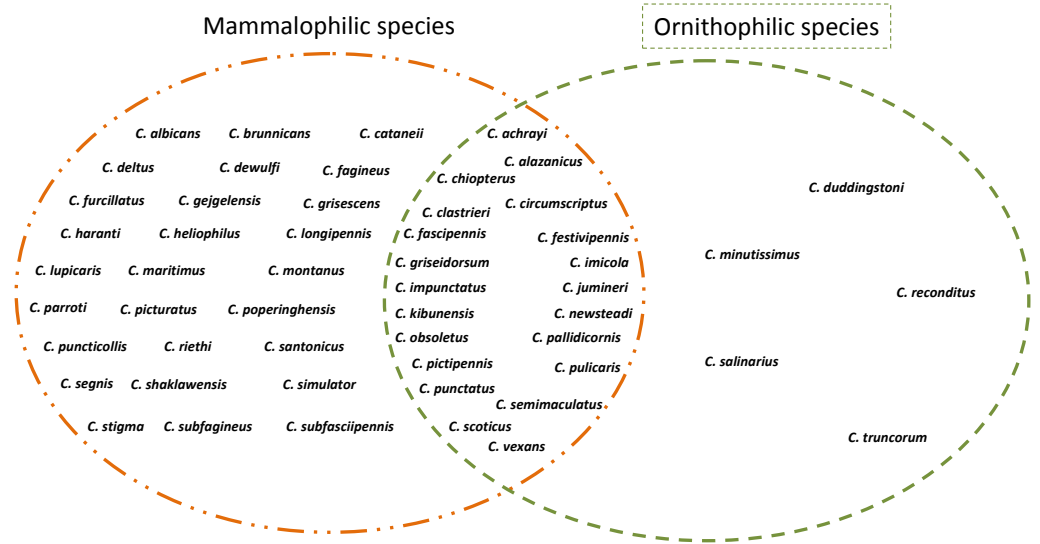 Mammalophilic species
Ornithophilic species
C. albicans
C. brunnicans
C. cataneii
C. deltus
C. dewulfi
C. fagineus
C. furcillatus
C. gejgelensis
C. grisescens
C. haranti
C. heliophilus
C. longipennis
C. lupicaris
C. maritimus
C. montanus
C. parroti
C. picturatus
C. poperinghensis
C. puncticollis
C. riethi
C. santonicus
C. segnis
C. shaklawensis
C. simulator
C. stigma
C. subfagineus
C. subfasciipennis
C. achrayi
C. alazanicus
C. chiopterus
C. circumscriptus
C. clastrieri
C. fascipennis
C. festivipennis
C. griseidorsum
C. imicola
C. impunctatus
C. jumineri
C. kibunensis
C. newsteadi
C. obsoletus
C. pallidicornis
C. pictipennis
C. pulicaris
C. punctatus
C. semimaculatus
C. scoticus
C. vexans
C. duddingstoni
C. minutissimus
C. reconditus
C. salinarius
C. truncorum